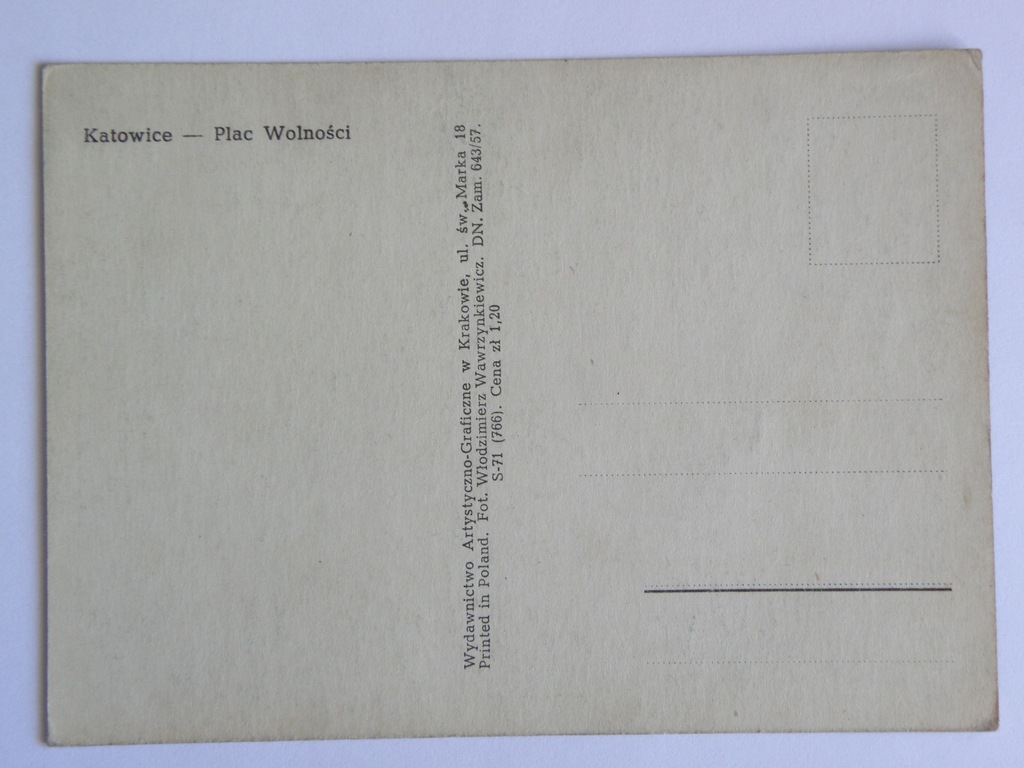 Katowice — Plac Wolności
Wydawnictwo Artystyczno-Graficzne w Krakowie, ul. św. Marka 18
Printed in Poland. Fot. Włodzimierz Wawrzynkiewicz. DN. Zam. 643/57.
S-71 (766). Cena zł 1,20